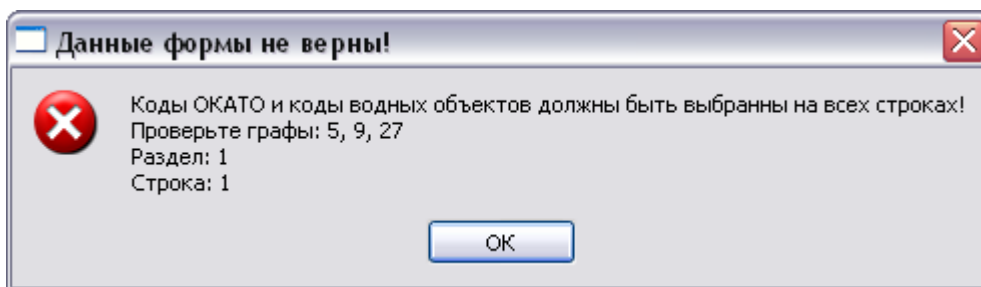 Данные формы не верны!
Коды ОКАТО и коды водных объектов должны быть выбранны на всех строках!
Проверьте графы: 5, 9, 27
Раздел: 1
Строка: 1
ОК